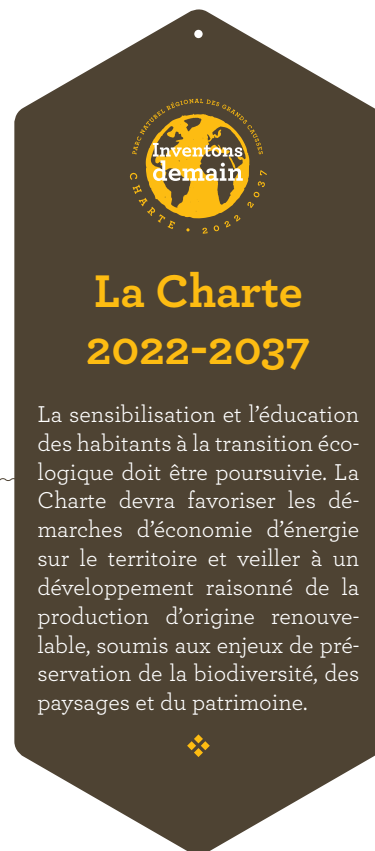 PARC NATUREL RÉGIONAL DES GRANDS CAUSSES
Inventons
demain
CHARTE • 2022 2037
La Charte
2022-2037
La sensibilisation et l’éducation
des habitants à la transition éco-
logique doit être poursuivie. La
Charte devra favoriser les dé-
marches d’économie d’énergie
sur le territoire et veiller à un
développement raisonné de la
production d’origine renouve-
lable, soumis aux enjeux de pré-
servation de la biodiversité, des
paysages et du patrimoine.